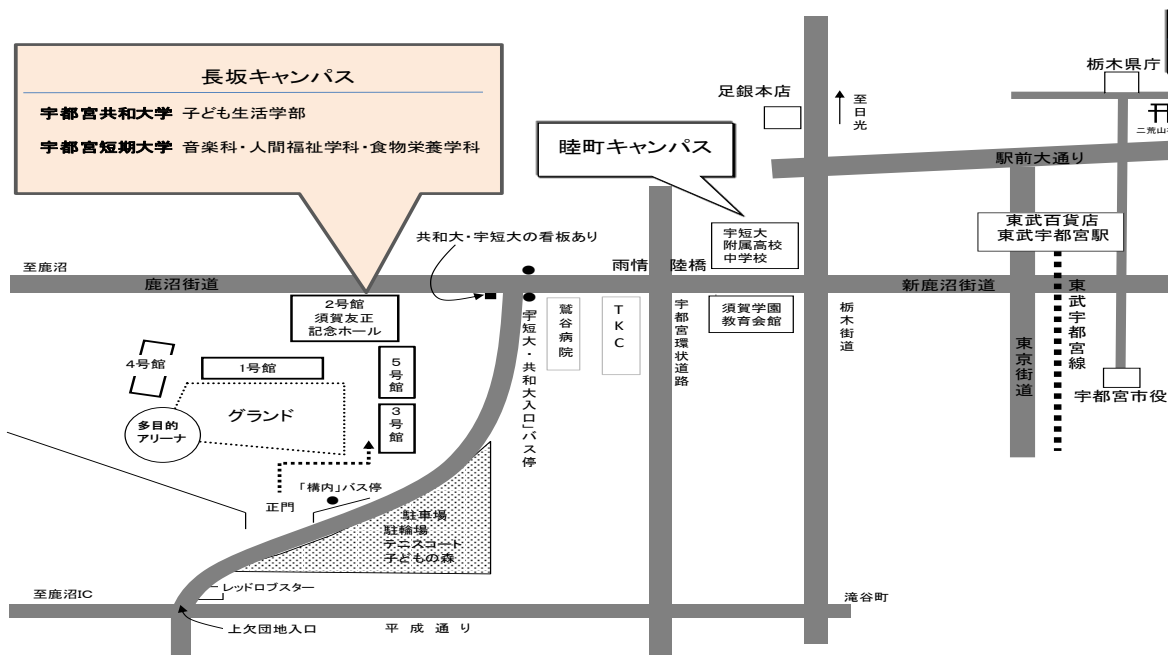 長坂キャンパス
宇都宮共和大学 子ども生活学部
宇都宮短期大学 音楽科・人間福祉学科・食物栄養学科
足銀本店
至日光
栃木県庁
二荒山
睦町キャンパス
駅前大通り
東武百貨店
東武宇都宮駅
宇短大
附属高校
中学校
共和大・宇短大の看板あり
雨情 陸橋
至鹿沼
鹿沼街道
新鹿沼街道
2号館
須賀友正
記念ホール
鷲谷病院
TKC
宇都宮環状道路
須賀学園
教育会館
栃木街道
東京街道
東武宇都宮線
宇都宮市役
「宇短大・共和大入口」バス停
4号館
1号館
5号館
3号館
グランド
多目的
アリーナ
「構内」バス停
正門
駐車場
駐輪場
テニスコート
子どもの森
レッドロブスター
至鹿沼IC
滝谷町
上欠団地入口
平成通り